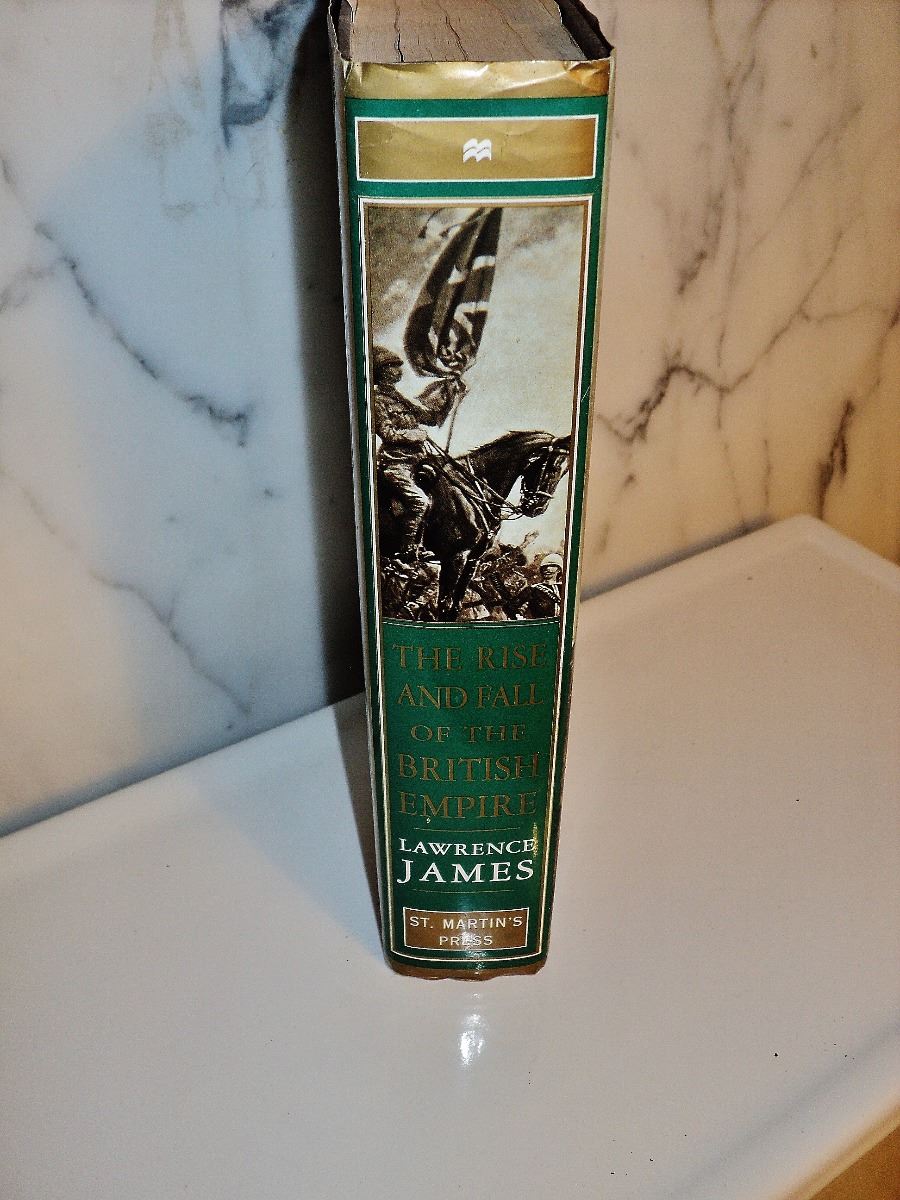 THE RISE
AND FALL
OF THE
BRITISH
EMPIRE
LAWRENCE
JAMES
ST. MARTIN'S
PRESS